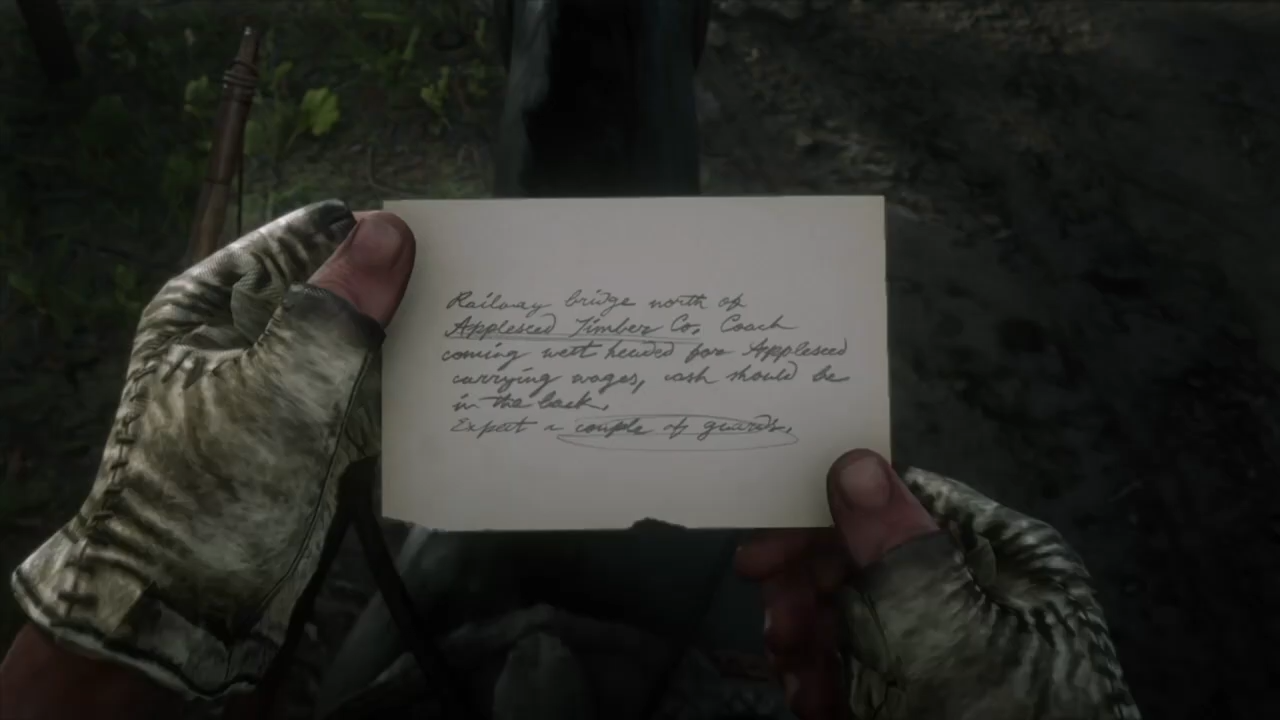 Railway bridge north of
Appleseed Timber Co. Coach
coming west headed for Appleseed
carrying wages, cash should be
in the back.
Expect a couple of guards.